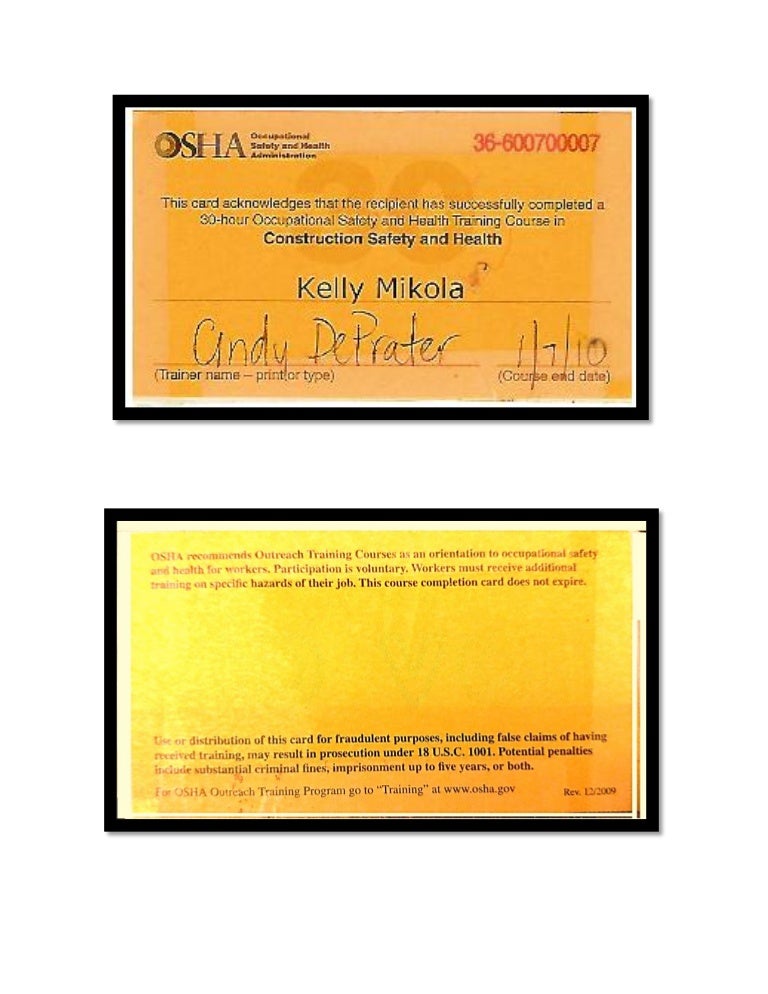 OSHA Occupational
Safety and Health
Administration
36-600700007
This card acknowledges that the recipient has successfully completed a
30-hour Occupational Safety and Health Training Course in
Construction Safety and Health
Kelly Mikola
Cindy DePrater 1/7/10
(Trainer name – print or type) (Course end date)
OSHA recommends Outreach Training Courses as an orientation to occupational safety
and health for workers. Participation is voluntary. Workers must receive additional
training on specific hazards of their job. This course completion card does not expire.
Use or distribution of this card for fraudulent purposes, including false claims of having
received training, may result in prosecution under 18 U.S.C. 1001. Potential penalties
include substantial criminal fines, imprisonment up to five years, or both.
For OSHA Outreach Training Program go to “Training” at www.osha.gov Rev. 12/2009